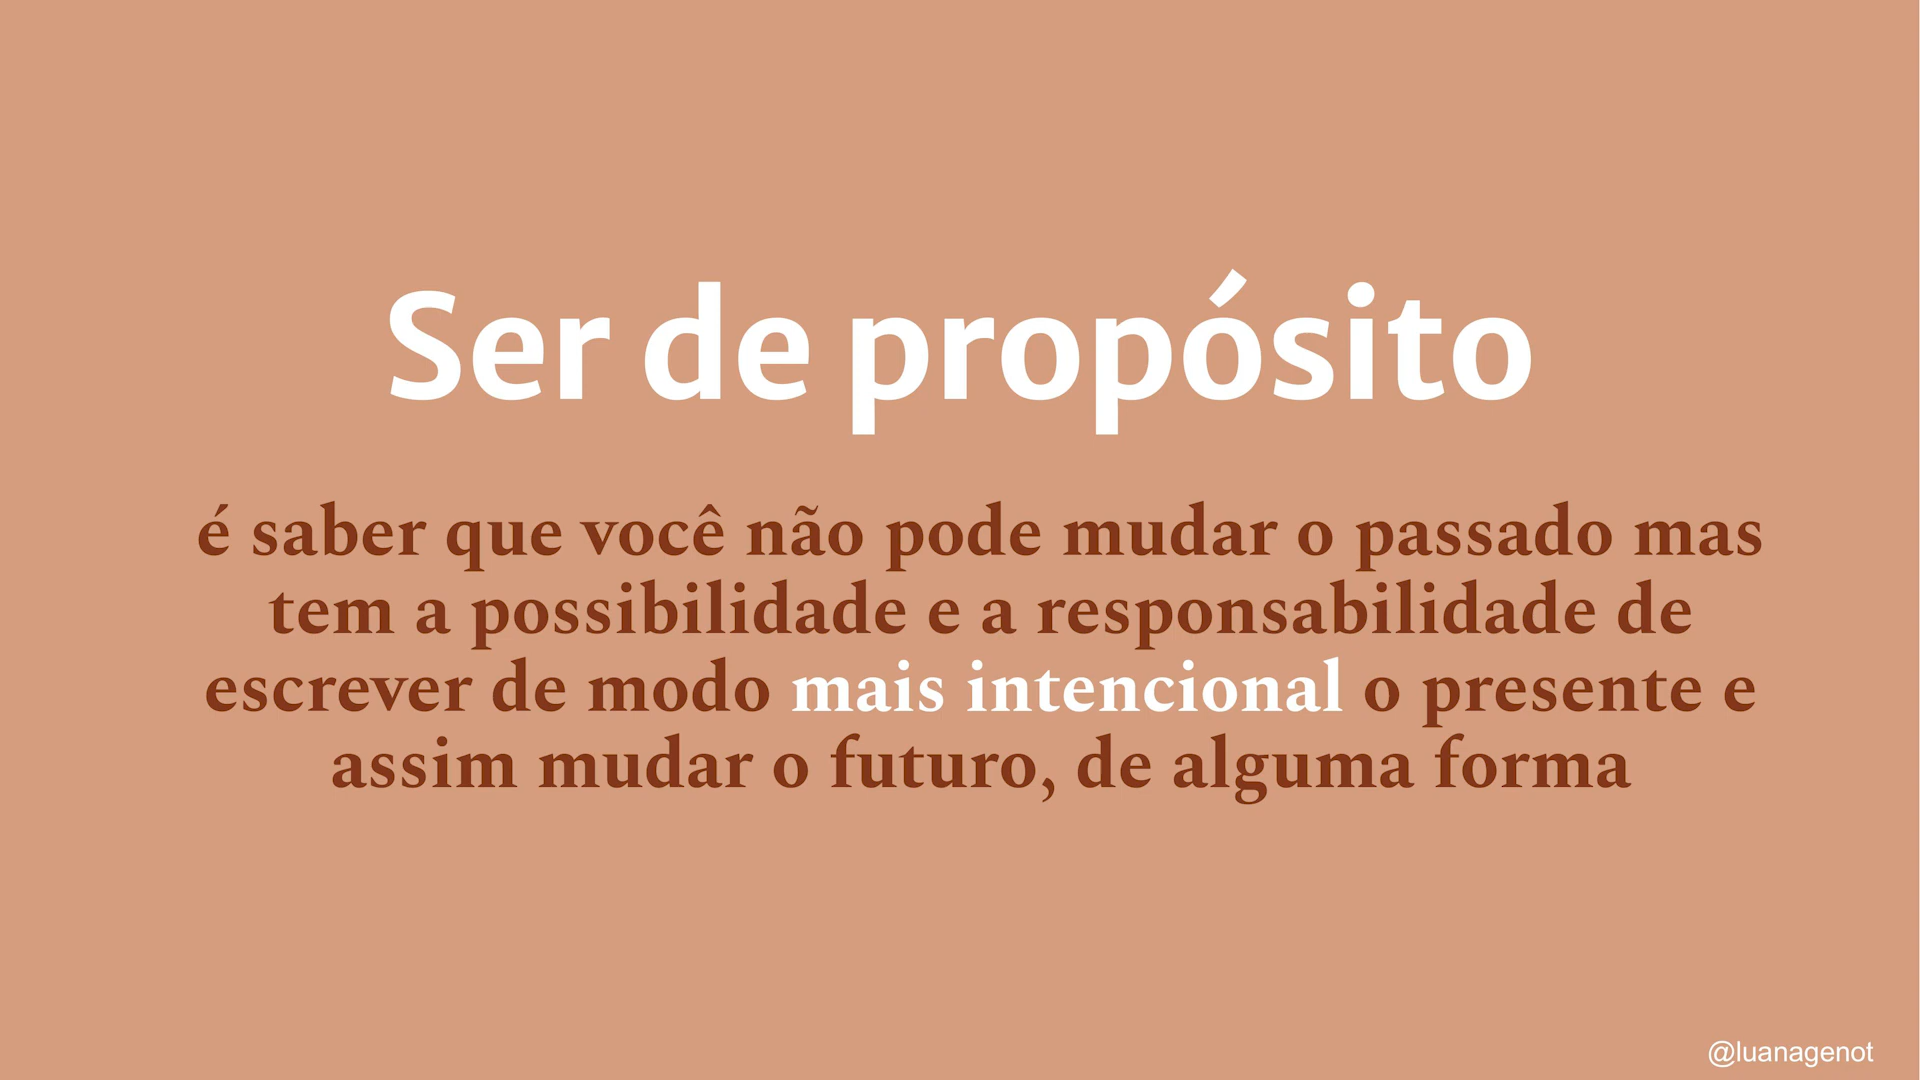 Ser de propósito
é saber que você não pode mudar o passado mas
tem a possibilidade e a responsabilidade de
escrever de modo mais intencional o presente e
assim mudar o futuro, de alguma forma
@luanagenot